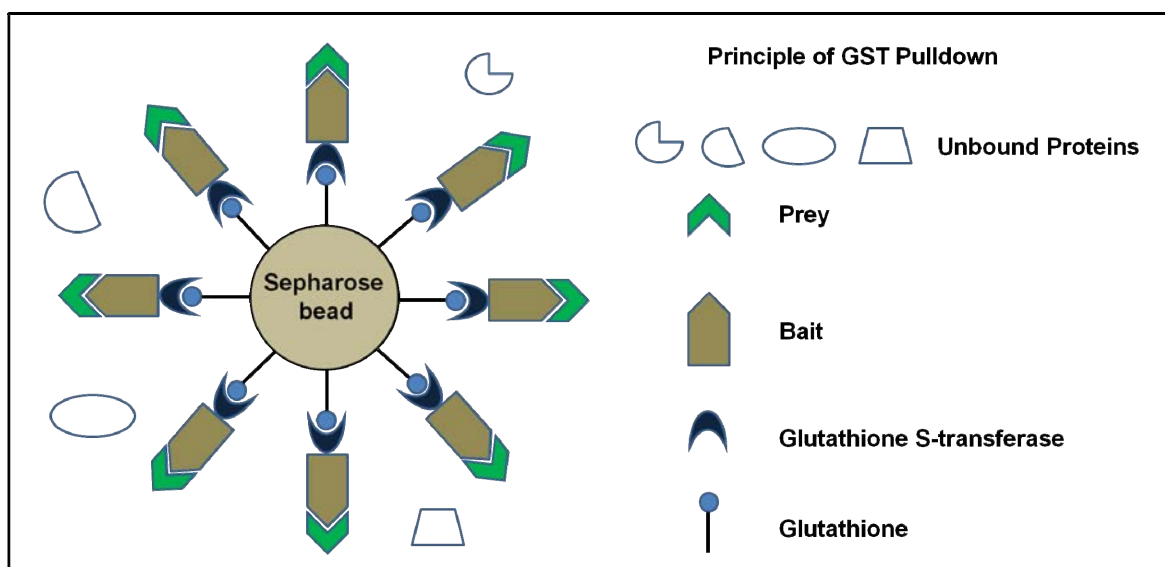 Principle of GST Pulldown
Unbound Proteins
Prey
Sepharose
bead
Bait
Glutathione S-transferase
Glutathione